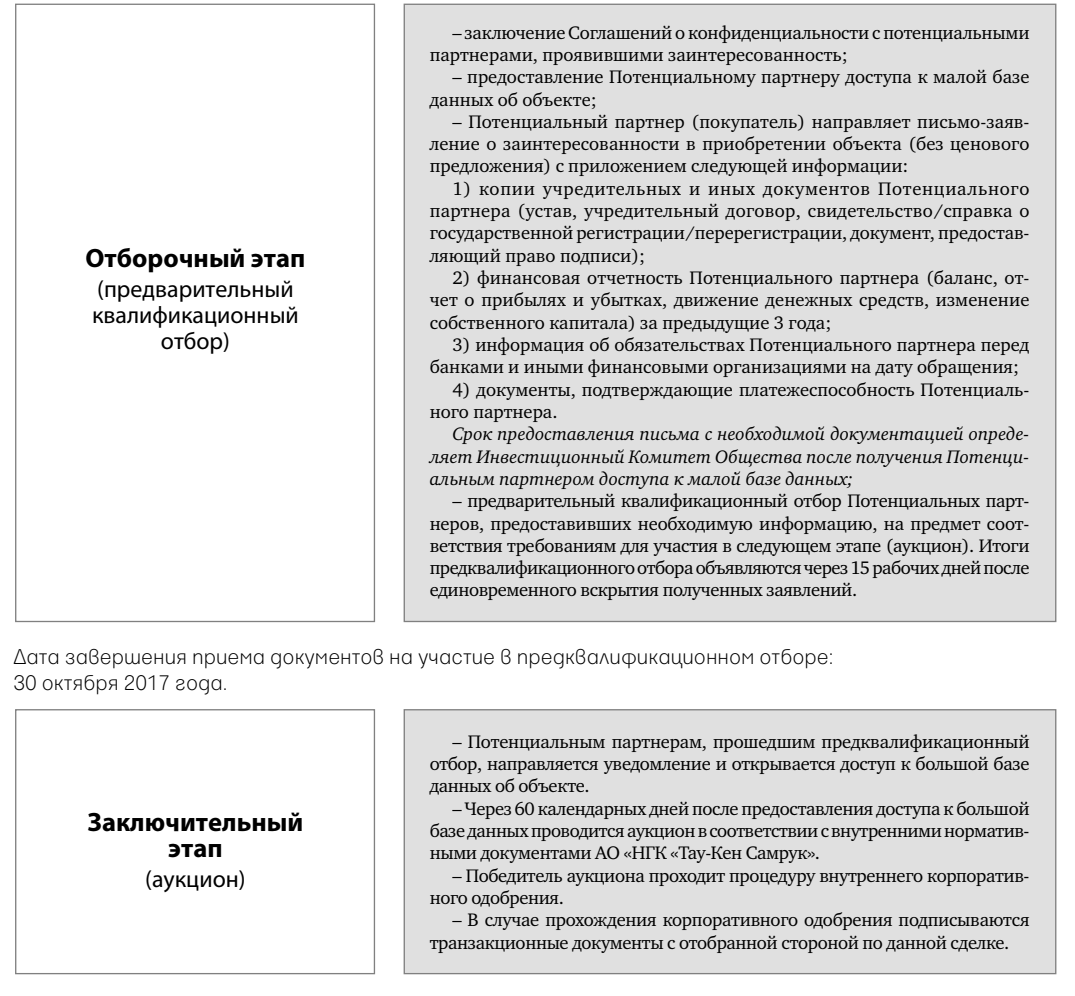 Отборочный этап
(предварительный
квалификационный
отбор)
– заключение Соглашений о конфиденциальности с потенциальными
партнерами, проявившими заинтересованность;
– предоставление Потенциальному партнеру доступа к малой базе
данных об объекте;
– Потенциальный партнер (покупатель) направляет письмо-заяв-
ление о заинтересованности в приобретении объекта (без ценового
предложения) с приложением следующей информации:
1) копии учредительных и иных документов Потенциального
партнера (устав, учредительный договор, свидетельство/справка о
государственной регистрации/перерегистрации, документ, предостав-
ляющий право подписи);
2) финансовая отчетность Потенциального партнера (баланс, от-
чет о прибылях и убытках, движение денежных средств, изменение
собственного капитала) за предыдущие 3 года;
3) информация об обязательствах Потенциального партнера перед
банками и иными финансовыми организациями на дату обращения;
4) документы, подтверждающие платежеспособность Потенциаль-
ного партнера.
Срок предоставления письма с необходимой документацией опреде-
ляет Инвестиционный Комитет Общества после получения Потенци-
альным партнером доступа к малой базе данных;
– предварительный квалификационный отбор Потенциальных парт-
неров, предоставивших необходимую информацию, на предмет соот-
ветствия требованиям для участия в следующем этапе (аукцион). Итоги
предквалификационного отбора объявляются через 15 рабочих дней после
единовременного вскрытия полученных заявлений.
Дата завершения приема документов на участие в предквалификационном отборе:
30 октября 2017 года.
Заключительный
этап
(аукцион)
– Потенциальным партнерам, прошедшим предквалификационный
отбор, направляется уведомление и открывается доступ к большой базе
данных об объекте.
– Через 60 календарных дней после предоставления доступа к большой
базе данных проводится аукцион в соответствии с внутренними норматив-
ными документами АО «НГК «Тау-Кен Самрук».
– Победитель аукциона проходит процедуру внутреннего корпоратив-
ного одобрения.
– В случае прохождения корпоративного одобрения подписываются
транзакционные документы с отобранной стороной по данной сделке.